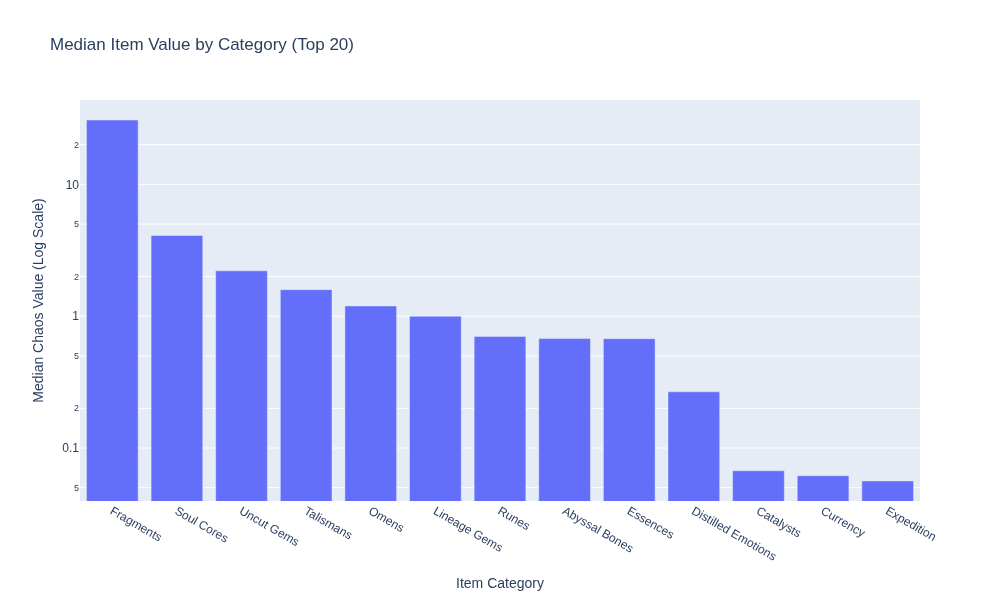 Median Item Value by Category (Top 20)
Median Chaos Value (Log Scale)
2
10
5
2
1
5
2
0.1
5
Fragments
Soul Cores
Uncut Gems
Talismans
Omens
Lineage Gems
Runes
Abyssal Bones
Essences
Distilled Emotions
Catalysts
Currency
Expedition
Item Category